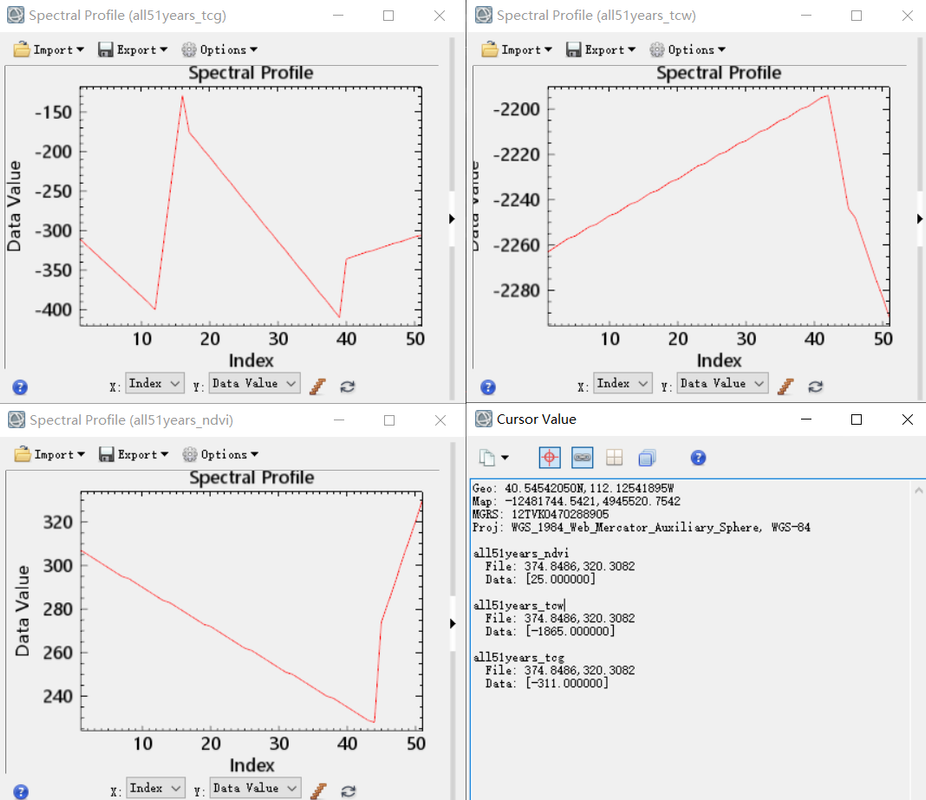 Spectral Profile (all51years_tcg)
Import Export Options
Spectral Profile
Data Value
-150
-200
-250
-300
-350
-400
10 20 30 40 50
Index
X: Index Y: Data Value
Spectral Profile (all51years_tcw)
Import Export Options
Spectral Profile
Data Value
-2200
-2220
-2240
-2260
-2280
10 20 30 40 50
Index
X: Index Y: Data Value
Spectral Profile (all51years_ndvi)
Import Export Options
Spectral Profile
Data Value
320
300
280
260
240
10 20 30 40 50
Index
X: Index Y: Data Value
Cursor Value
Geo: 40.54542050N,112.12541895W
Map: -12481744.5421,4945520.7542
MGRS: 12TVK0470288905
Proj: WGS_1984_Web_Mercator_Auxiliary_Sphere, WGS-84
all51years_ndvi
File: 374.8486,320.3082
Data: [25.000000]
all51years_tcw
File: 374.8486,320.3082
Data: [-1865.000000]
all51years_tcg
File: 374.8486,320.3082
Data: [-311.000000]